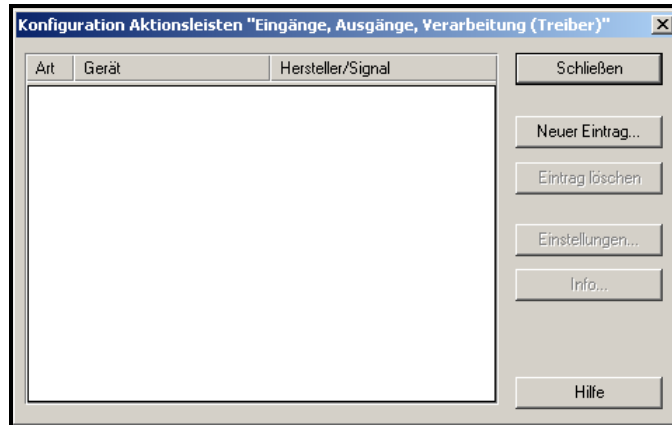 Konfiguration Aktionsleisten "Eingänge, Ausgänge, Verarbeitung (Treiber)"
Art Gerät Hersteller/Signal
Schließen
Neuer Eintrag...
Eintrag löschen
Einstellungen...
Info...
Hilfe